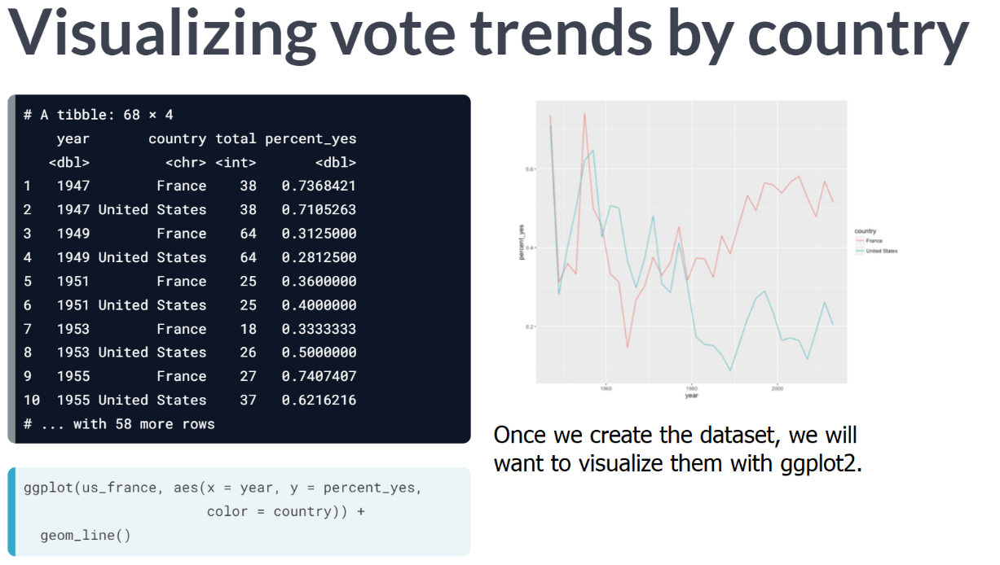 Visualizing vote trends by country
# A tibble: 68 × 4
year country total percent_yes
<dbl> <chr> <int> <dbl>
1 1947 France 38 0.7368421
2 1947 United States 38 0.7105263
3 1949 France 64 0.3125000
4 1949 United States 64 0.2812500
5 1951 France 25 0.3600000
6 1951 United States 25 0.4000000
7 1953 France 18 0.3333333
8 1953 United States 26 0.5000000
9 1955 France 27 0.7407407
10 1955 United States 37 0.6216216
# ... with 58 more rows
ggplot(us_france, aes(x = year, y = percent_yes,
color = country)) +
geom_line()
percent_yes
0.6
0.4
0.2
1960 1980 2000
year
country
France
United States
Once we create the dataset, we will
want to visualize them with ggplot2.